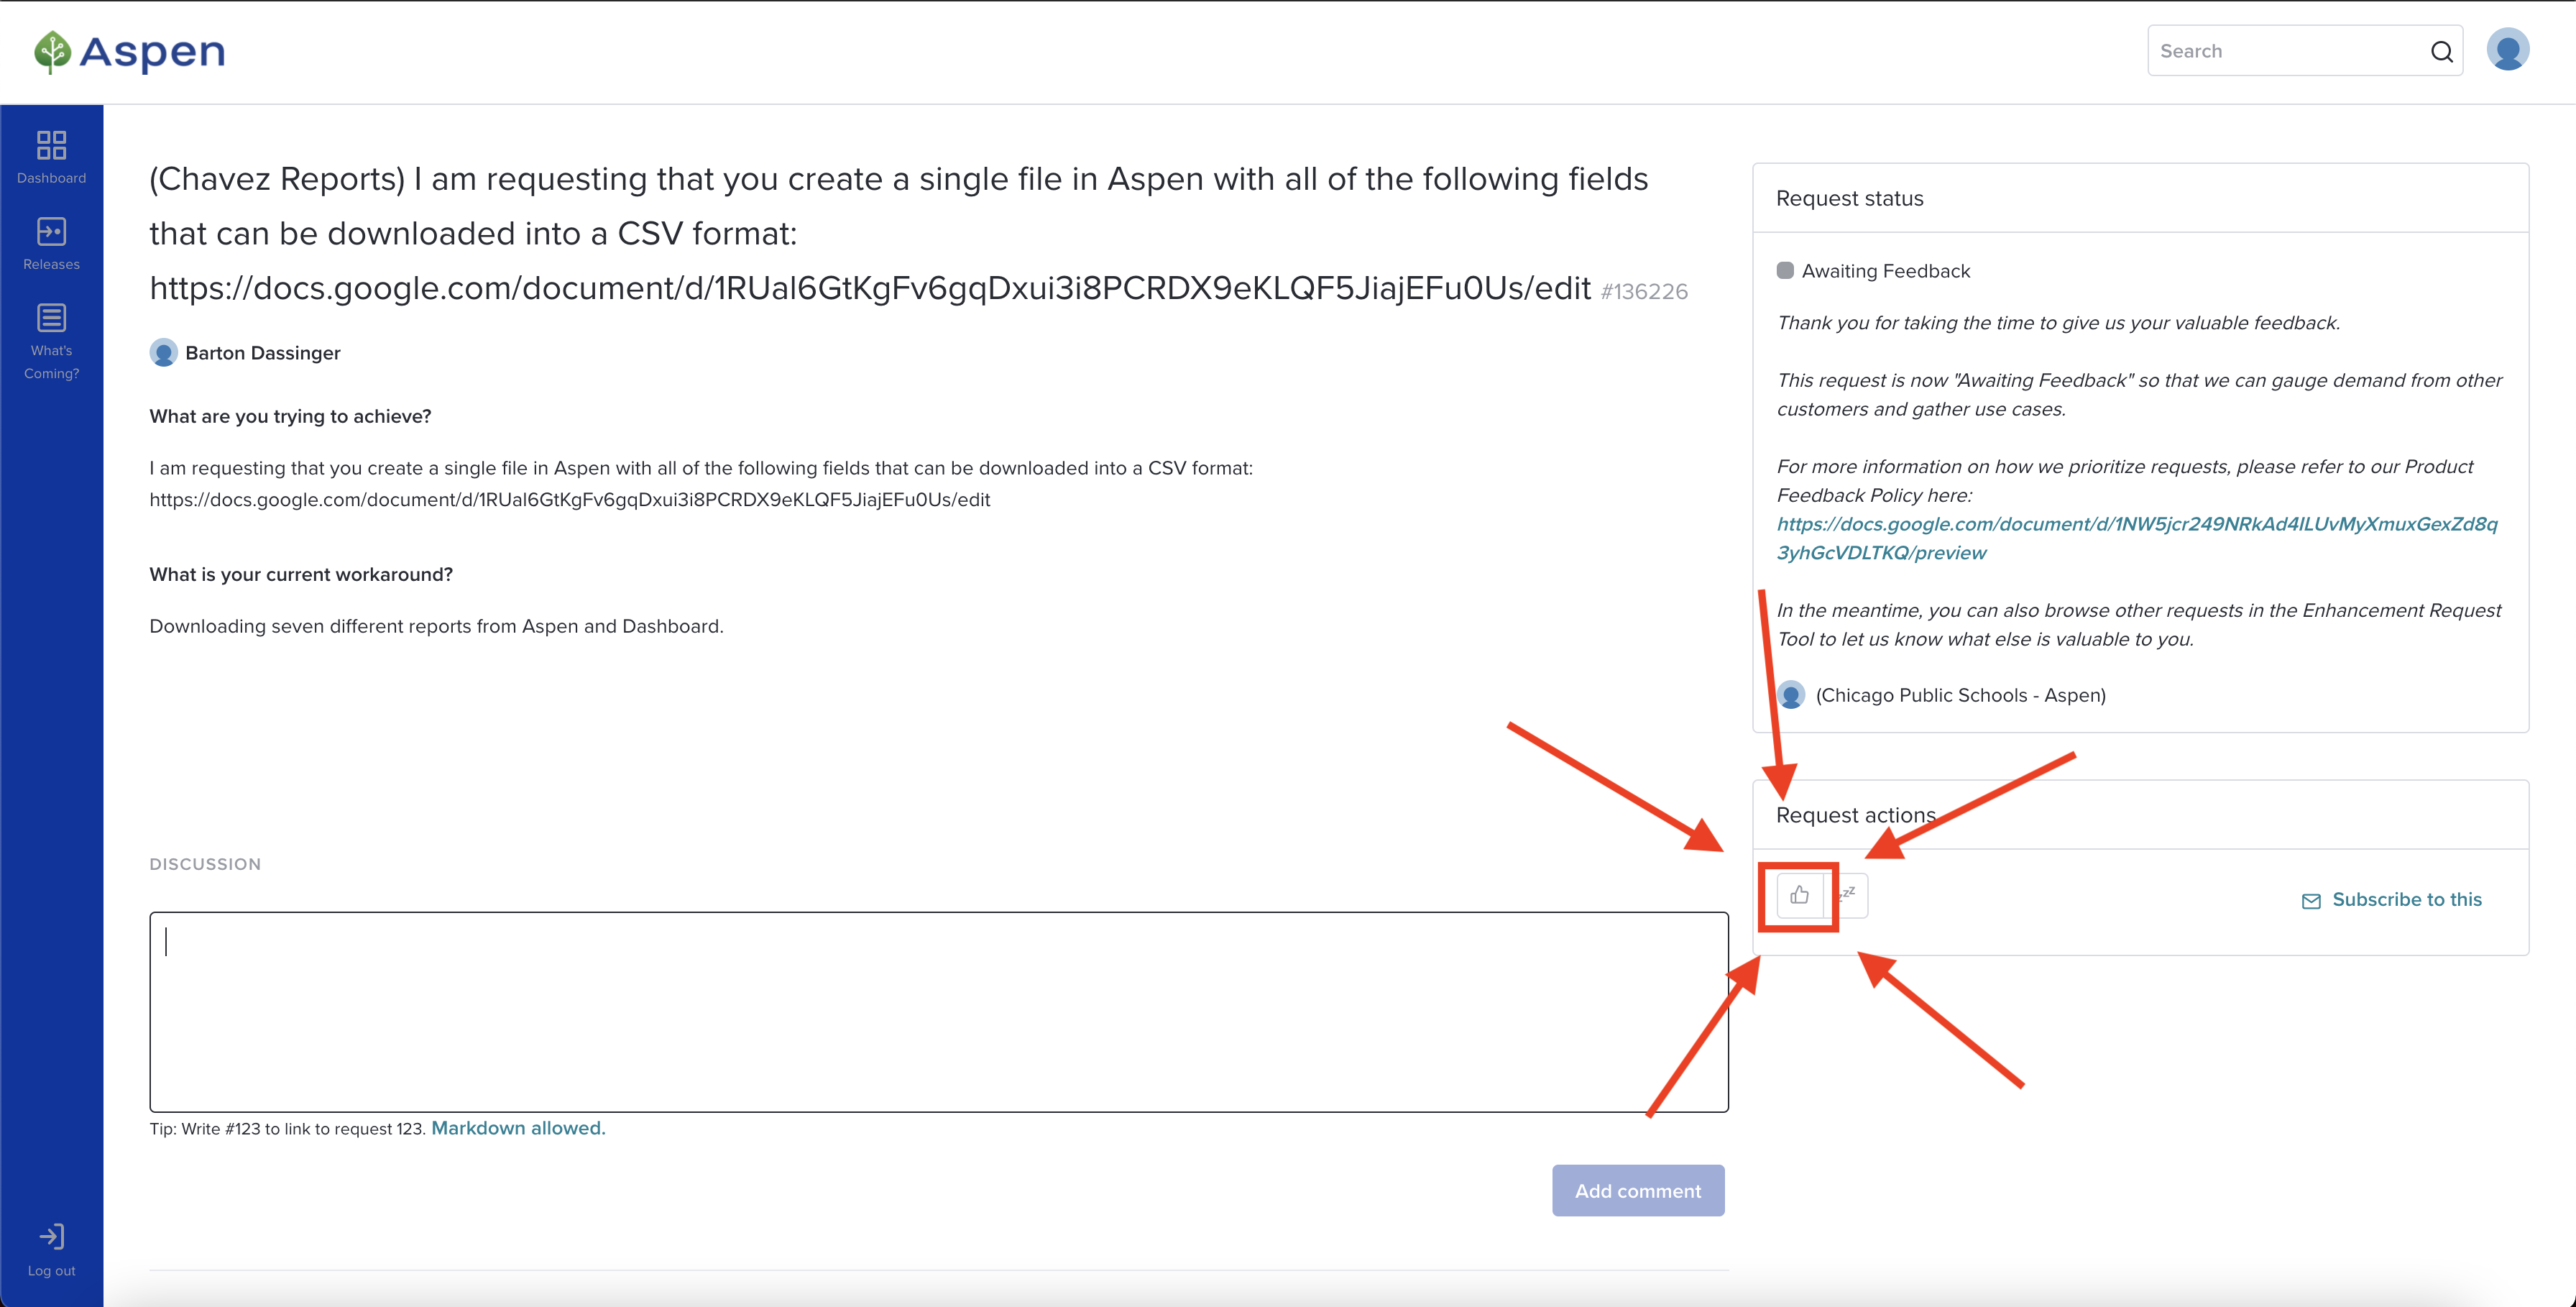 Aspen
Search
Dashboard
Releases
What's
Coming?
Log out
(Chavez Reports) I am requesting that you create a single file in Aspen with all of the following fields
that can be downloaded into a CSV format:
https://docs.google.com/document/d/1RUal6GtKgFv6gqDxui3i8PCRDX9eKLQF5JiajEFu0Us/edit #136226
Barton Dassinger
What are you trying to achieve?
I am requesting that you create a single file in Aspen with all of the following fields that can be downloaded into a CSV format:
https://docs.google.com/document/d/1RUal6GtKgFv6gqDxui3i8PCRDX9eKLQF5JiajEFu0Us/edit
What is your current workaround?
Downloading seven different reports from Aspen and Dashboard.
DISCUSSION
Tip: Write #123 to link to request 123. Markdown allowed.
Add comment
Request status
Awaiting Feedback
Thank you for taking the time to give us your valuable feedback.
This request is now "Awaiting Feedback" so that we can gauge demand from other
customers and gather use cases.
For more information on how we prioritize requests, please refer to our Product
Feedback Policy here:
https://docs.google.com/document/d/1NW5jcr249NRkAd4ILUvMyXmuxGexZd8q
3yhGcVDLTKQ/preview
In the meantime, you can also browse other requests in the Enhancement Request
Tool to let us know what else is valuable to you.
(Chicago Public Schools - Aspen)
Request actions
zzZ
Subscribe to this